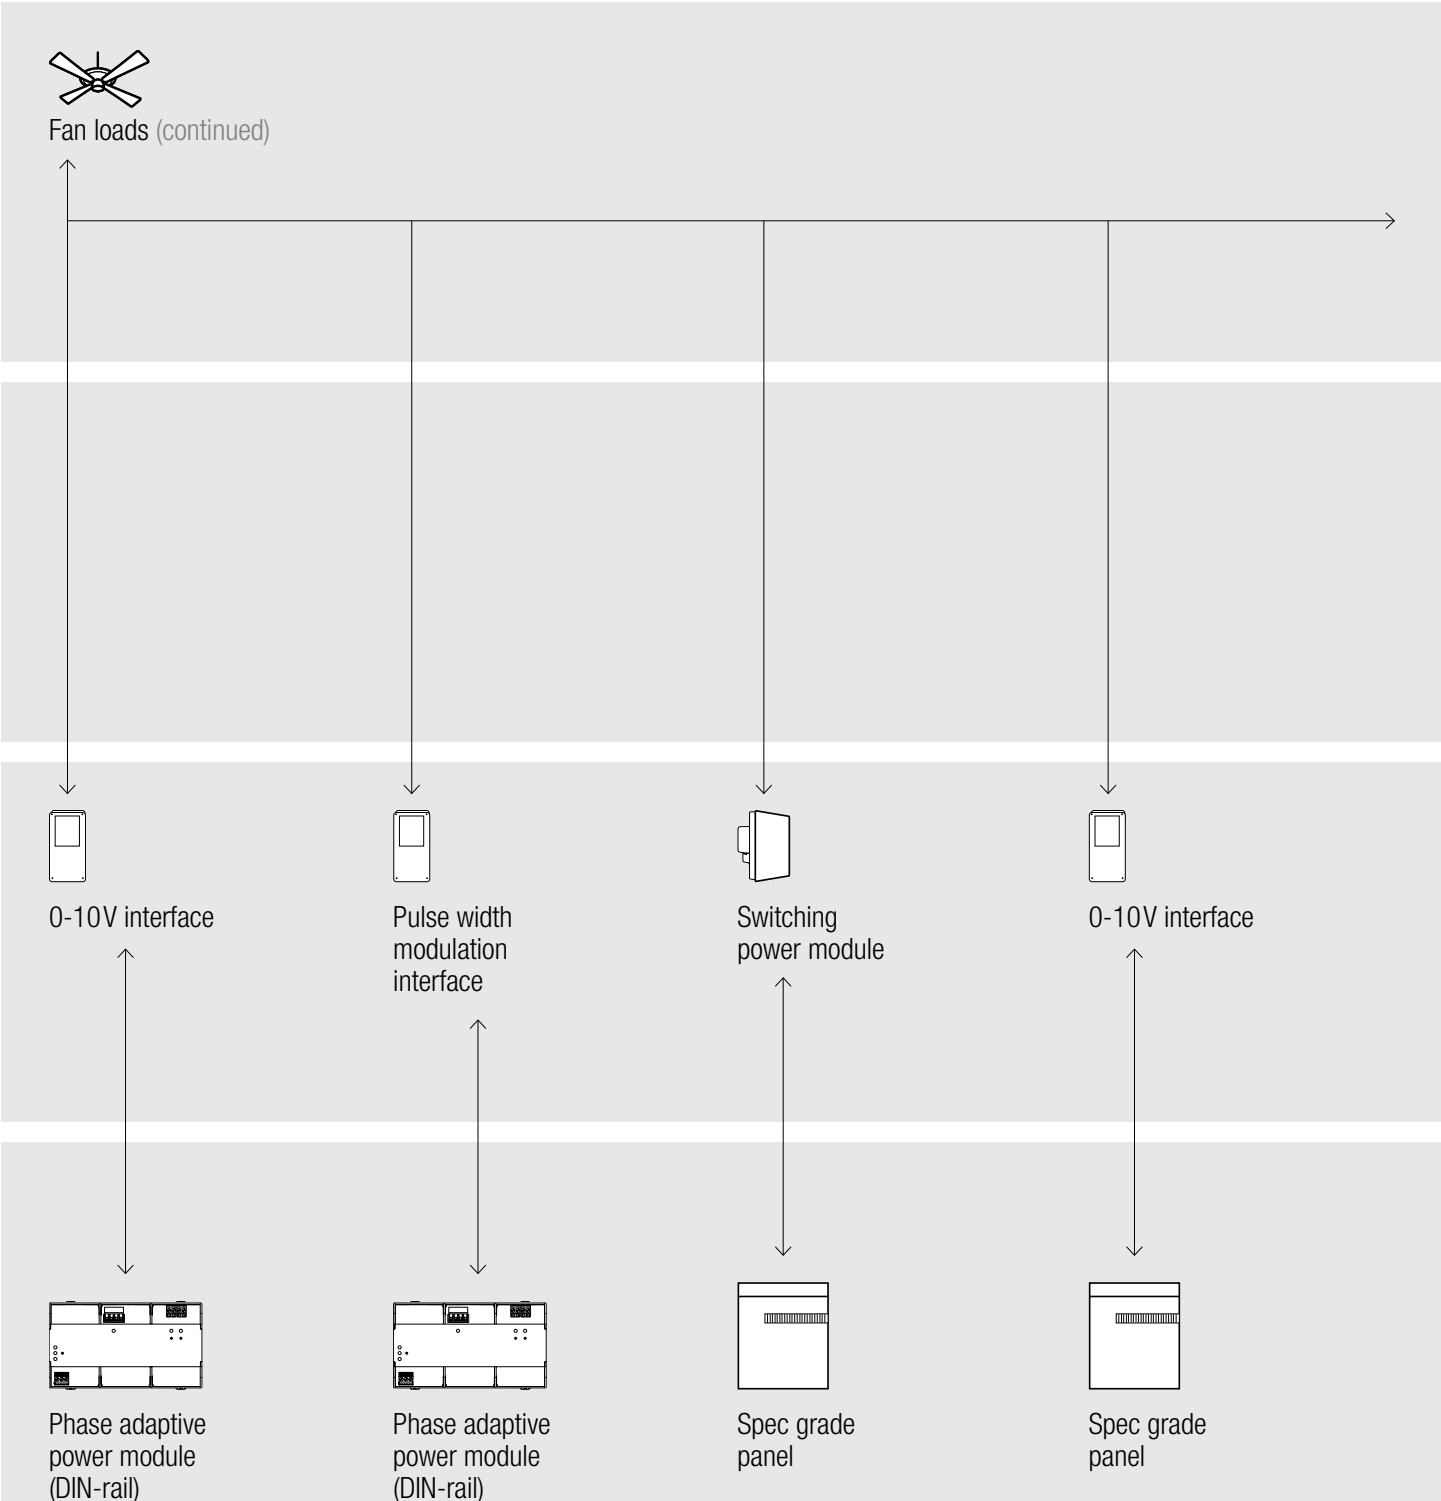 Fan loads (continued)
0-10V interface
Pulse width
modulation
interface
Switching
power module
0-10V interface
Phase adaptive
power module
(DIN-rail)
Phase adaptive
power module
(DIN-rail)
Spec grade
panel
Spec grade
panel